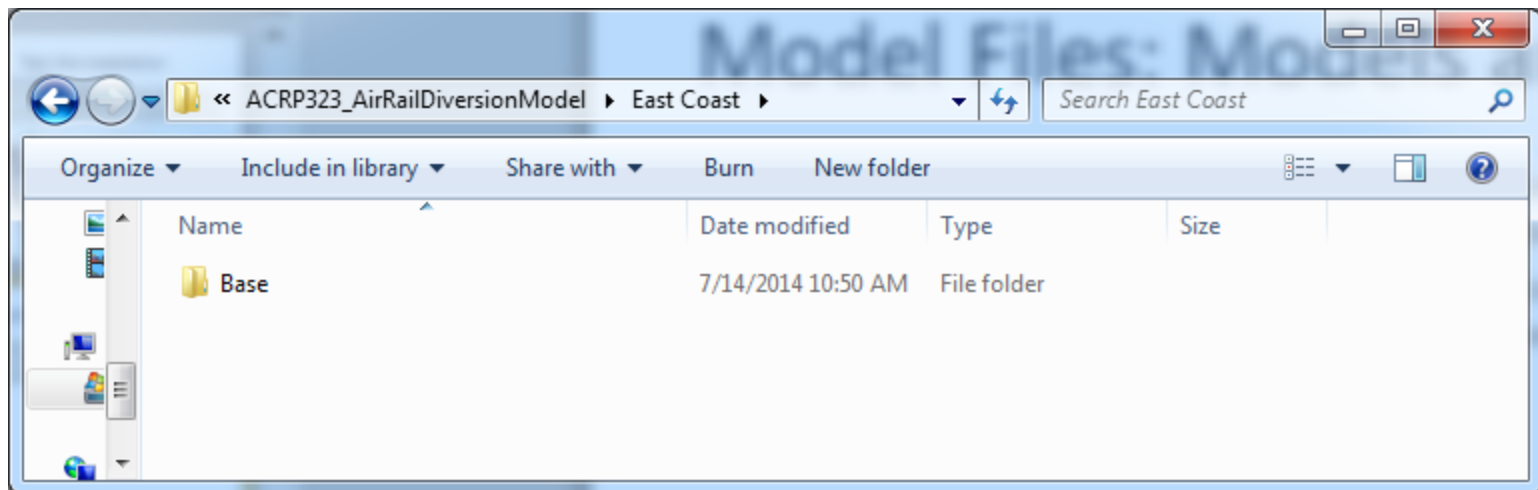 Model Files: Models a
« ACRP323_AirRailDiversionModel ▸ East Coast ▸ Search East Coast
Organize ▾ Include in library ▾ Share with ▾ Burn New folder
Name Date modified Type Size
Base 7/14/2014 10:50 AM File folder